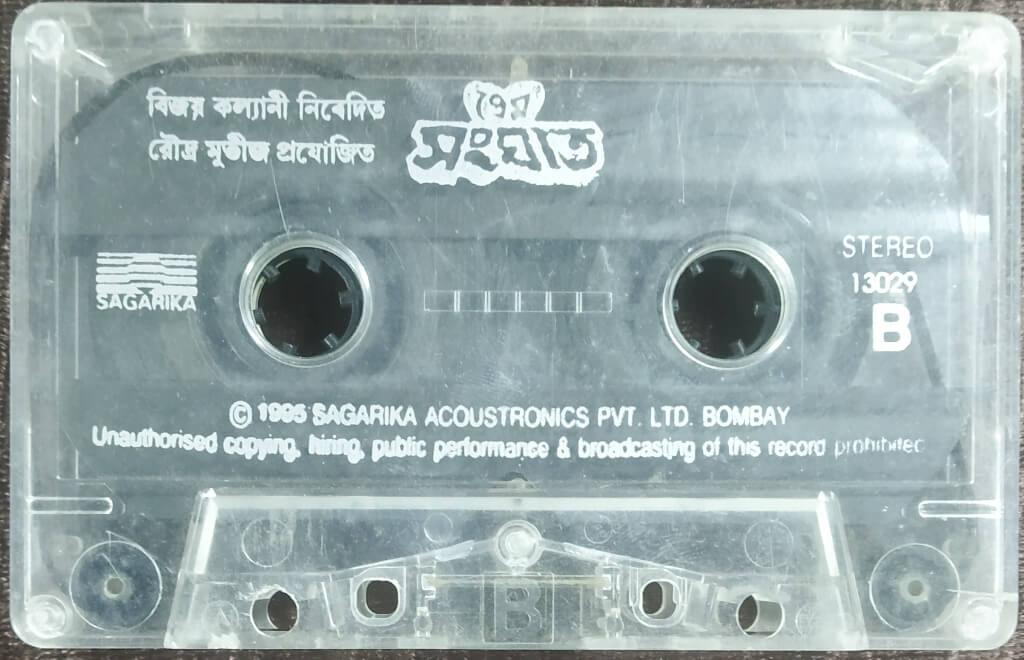 বিজয় কল্যানী নিবেদিত
রৌদ্র মুভীজ প্রযোজিত
প্রেম
সংঘাত
SAGARIKA
STEREO
13029
B
© 1995 SAGARIKA ACOUSTRONICS PVT. LTD. BOMBAY
Unauthorised copying, hiring, public performance & broadcasting of this record prohibited
B